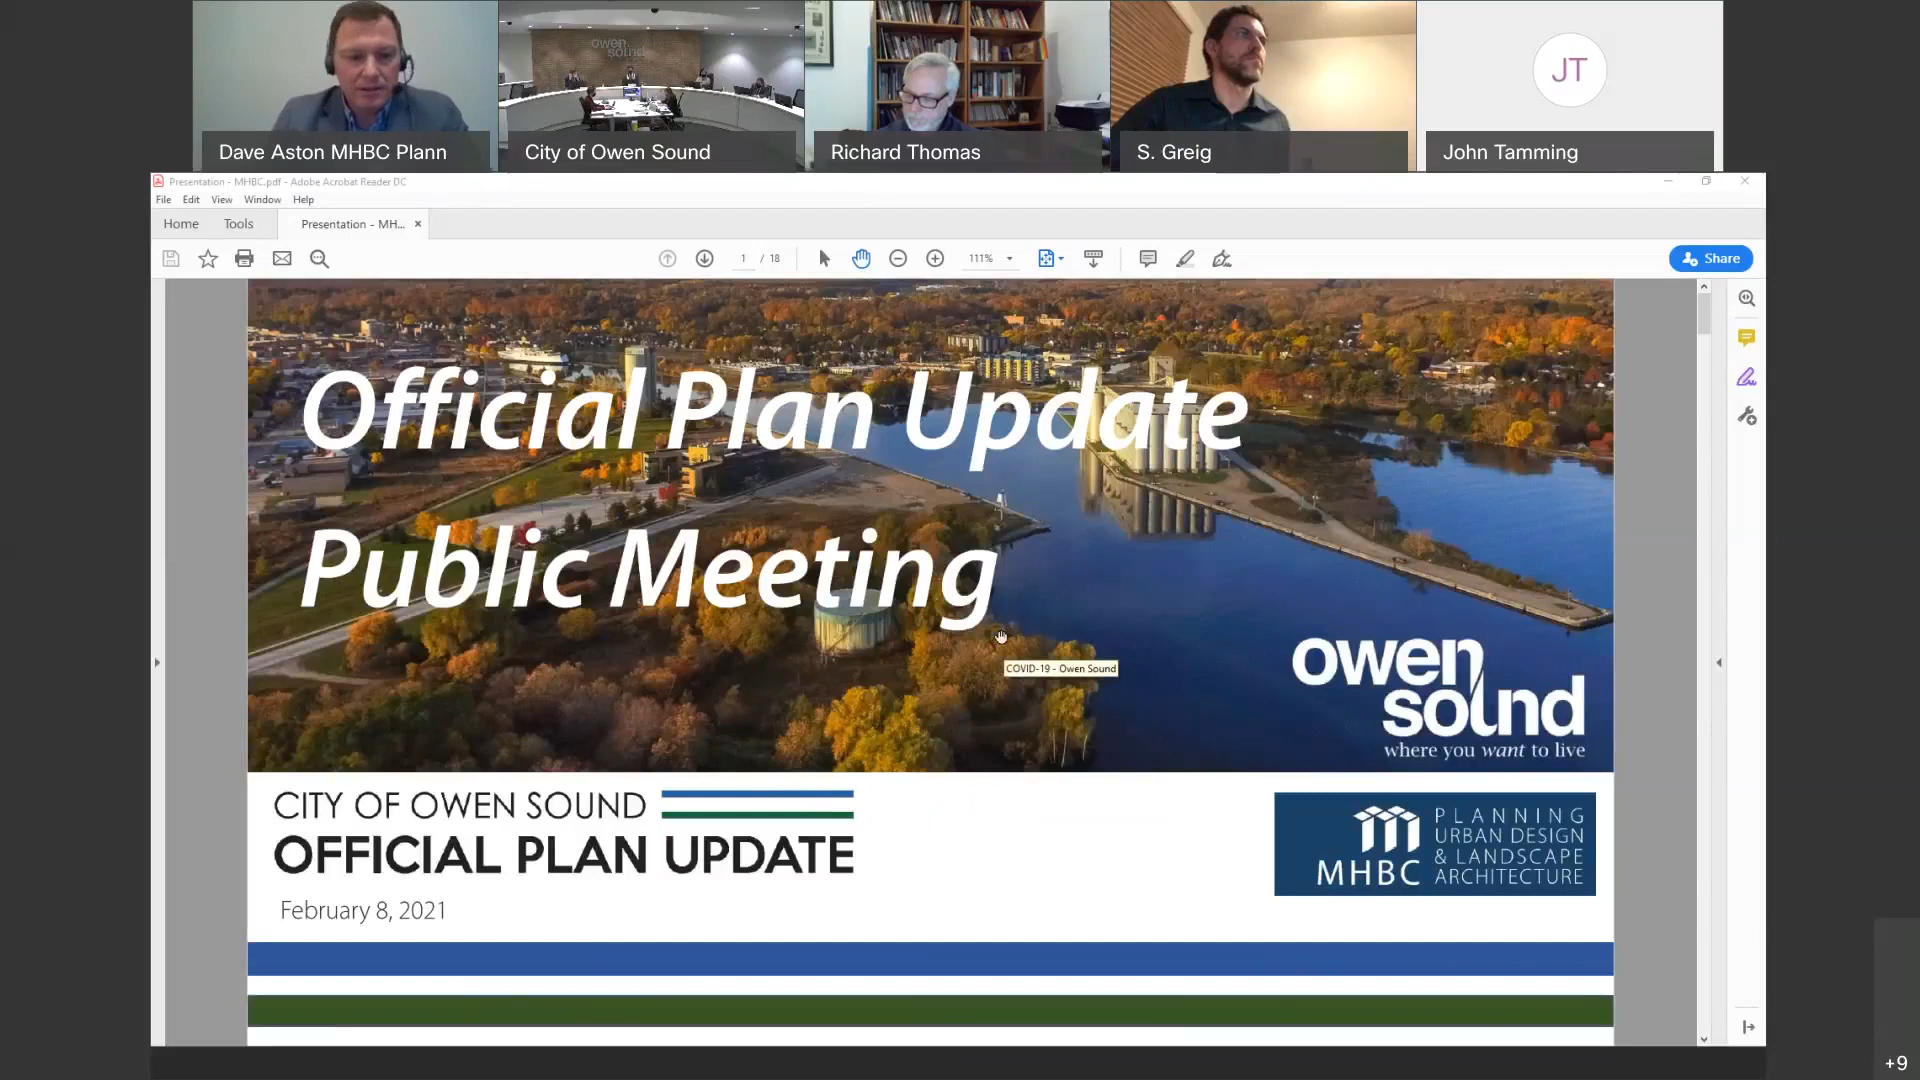 owen
sound
JT
Dave Aston MHBC Plann
City of Owen Sound
Richard Thomas
S. Greig
John Tamming
Presentation - MHBC.pdf - Adobe Acrobat Reader DC
File Edit View Window Help
Home Tools Presentation - MH... ×
1 / 18 111% Share
Official Plan Update
Public Meeting
COVID-19 - Owen Sound
owen
sound
where you want to live
CITY OF OWEN SOUND
OFFICIAL PLAN UPDATE
February 8, 2021
MHBC
PLANNING
URBAN DESIGN
& LANDSCAPE
ARCHITECTURE
+9